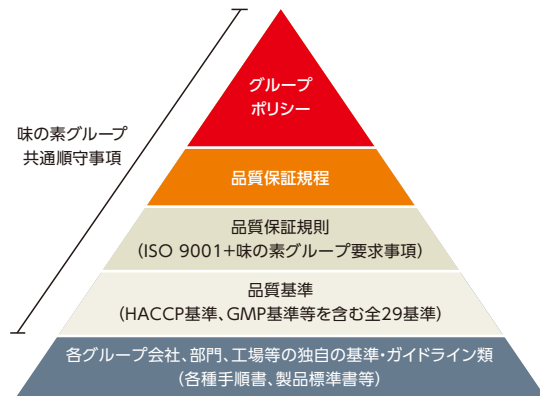 グループ
ポリシー
味の素グループ
共通順守事項
品質保証規程
品質保証規則
(ISO 9001+味の素グループ要求事項)
品質基準
(HACCP基準、GMP基準等を含む全29基準)
各グループ会社、部門、工場等の独自の基準・ガイドライン類
(各種手順書、製品標準書等)